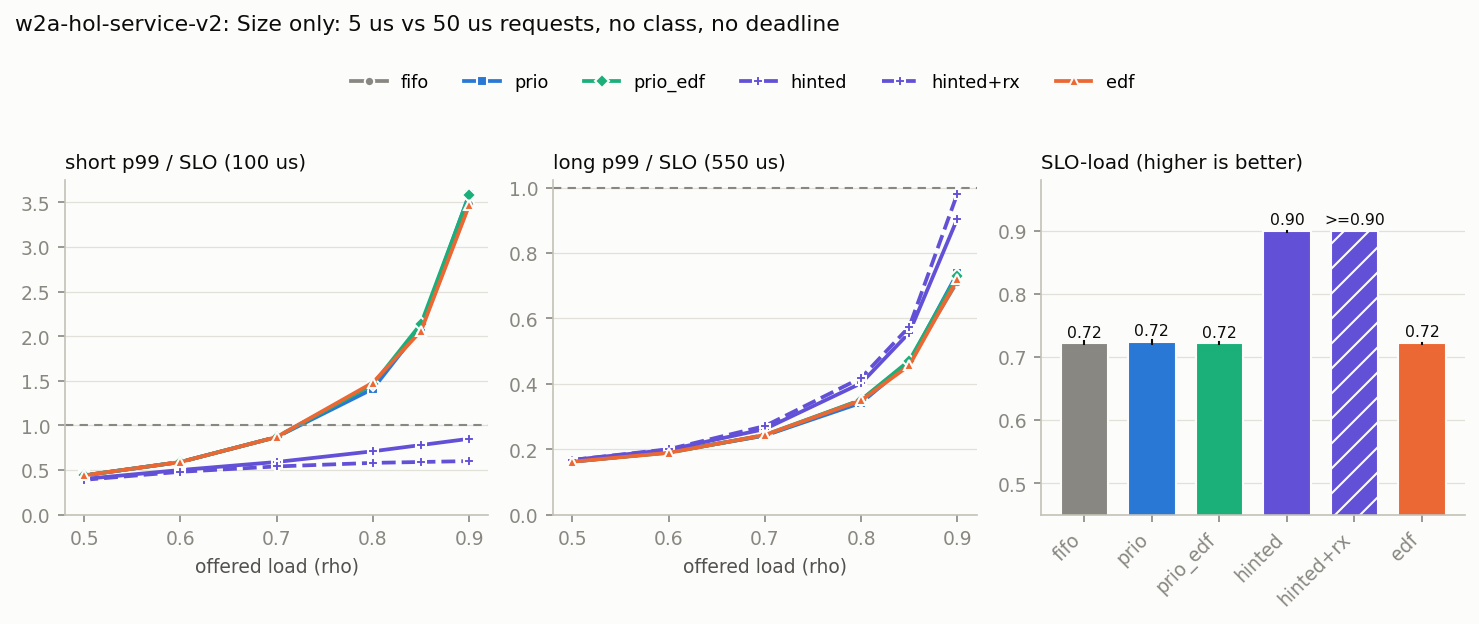 w2a-hol-service-v2: Size only: 5 us vs 50 us requests, no class, no deadline
fifo prio prio_edf hinted hinted+rx edf
short p99 / SLO (100 us)
3.5
3.0
2.5
2.0
1.5
1.0
0.5
0.0
0.5 0.6 0.7 0.8 0.9
offered load (rho)
long p99 / SLO (550 us)
1.0
0.8
0.6
0.4
0.2
0.0
0.5 0.6 0.7 0.8 0.9
offered load (rho)
SLO-load (higher is better)
0.9
0.8
0.7
0.6
0.5
0.72 0.72 0.72 0.90 >=0.90 0.72
fifo prio prio_edf hinted hinted+rx edf